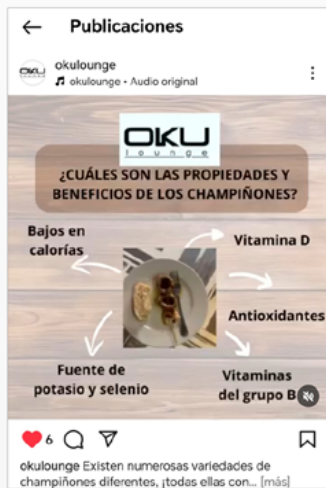 Publicaciones
okulounge
okulounge • Audio original
OKU
lounge
¿CUÁLES SON LAS PROPIEDADES Y
BENEFICIOS DE LOS CHAMPIÑONES?
Bajos en
calorías
Vitamina D
Antioxidantes
Fuente de
potasio y selenio
Vitaminas
del grupo B
6
okulounge Existen numerosas variedades de
champiñones diferentes, ¡todas ellas con... [más]